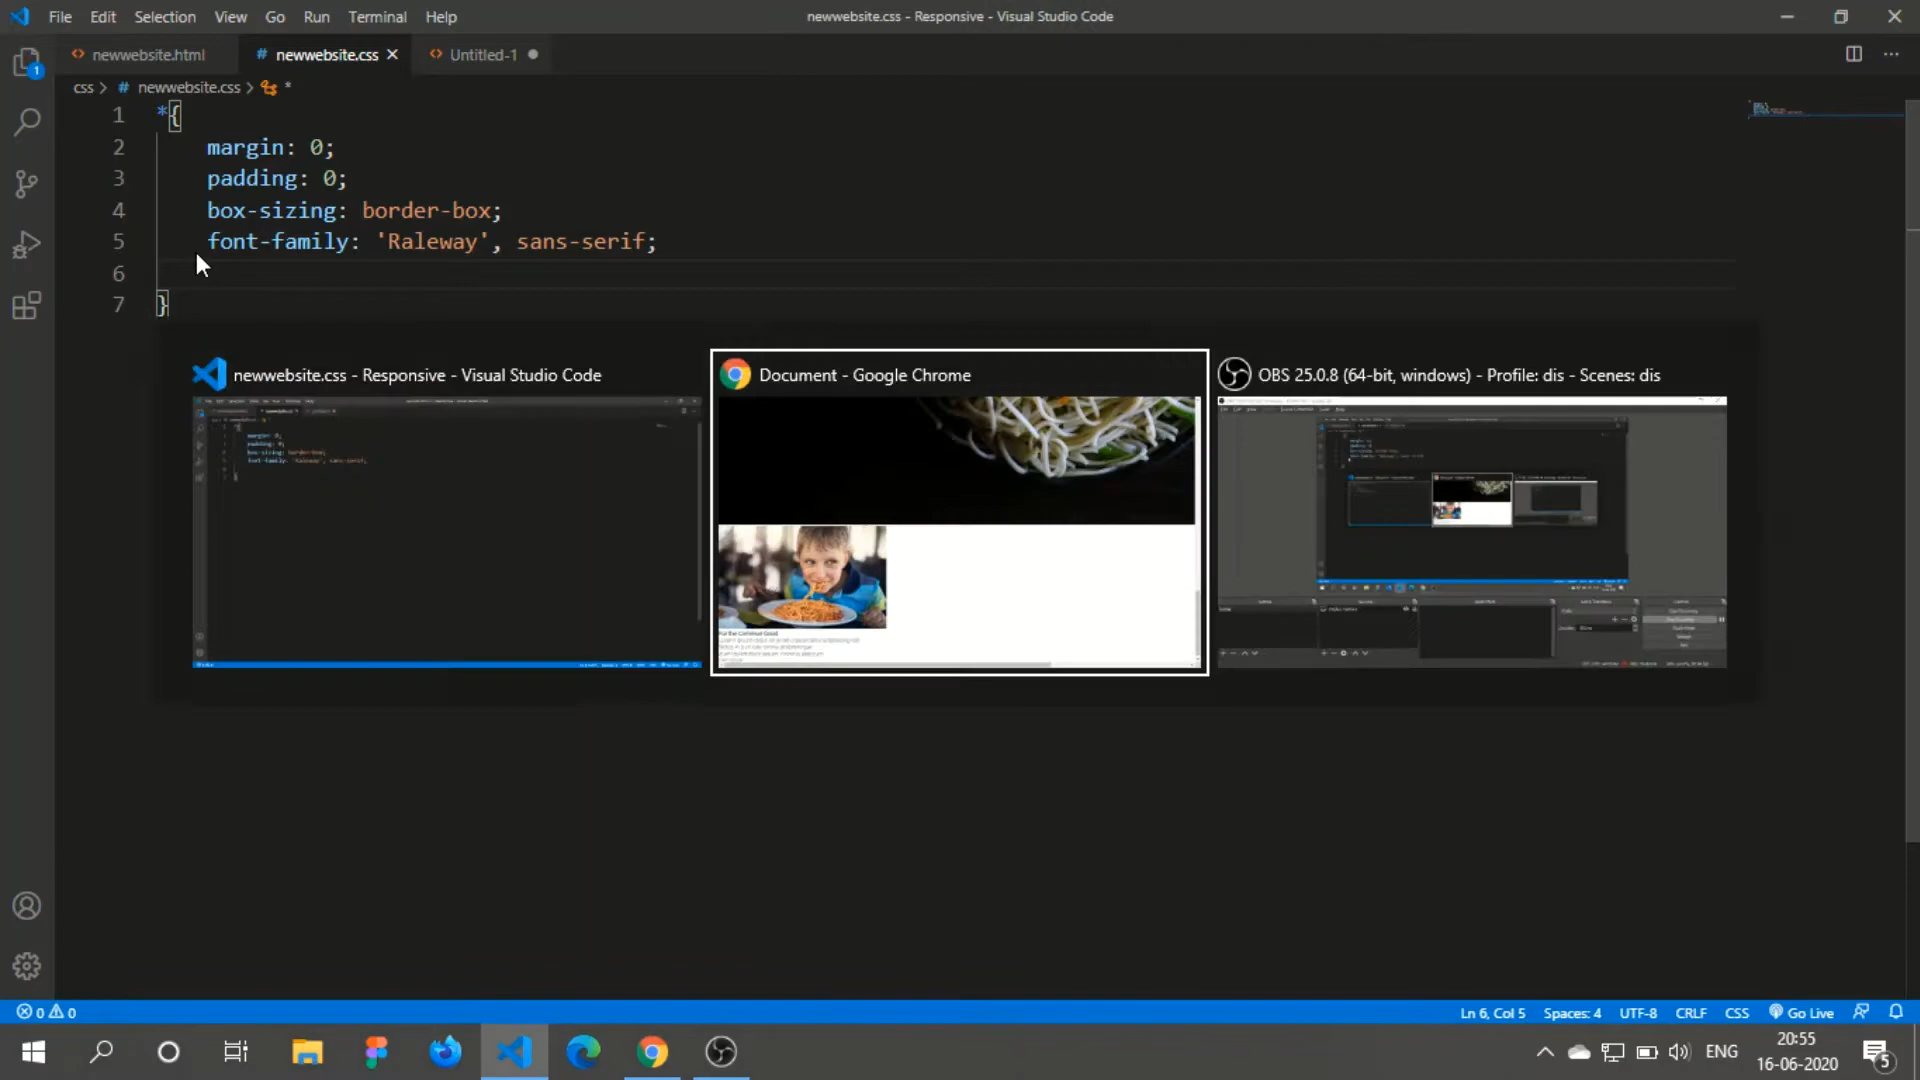 File Edit Selection View Go Run Terminal Help
newwebsite.css - Responsive - Visual Studio Code
newwebsite.html # newwebsite.css Untitled-1
css > # newwebsite.css > *
1 *{
2 margin: 0;
3 padding: 0;
4 box-sizing: border-box;
5 font-family: 'Raleway', sans-serif;
6
7 }
newwebsite.css - Responsive - Visual Studio Code
Document - Google Chrome
OBS 25.0.8 (64-bit, windows) - Profile: dis - Scenes: dis
0 0
Ln 6, Col 5 Spaces: 4 UTF-8 CRLF CSS Go Live
ENG
20:55
16-06-2020
1
5